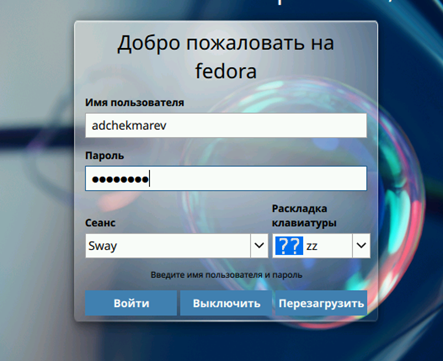 Добро пожаловать на
fedora
Имя пользователя
adchekmarev
Пароль
●●●●●●●●
Сеанс
Раскладка
клавиатуры
Sway
?? zz
Введите имя пользователя и пароль
Войти
Выключить
Перезагрузить